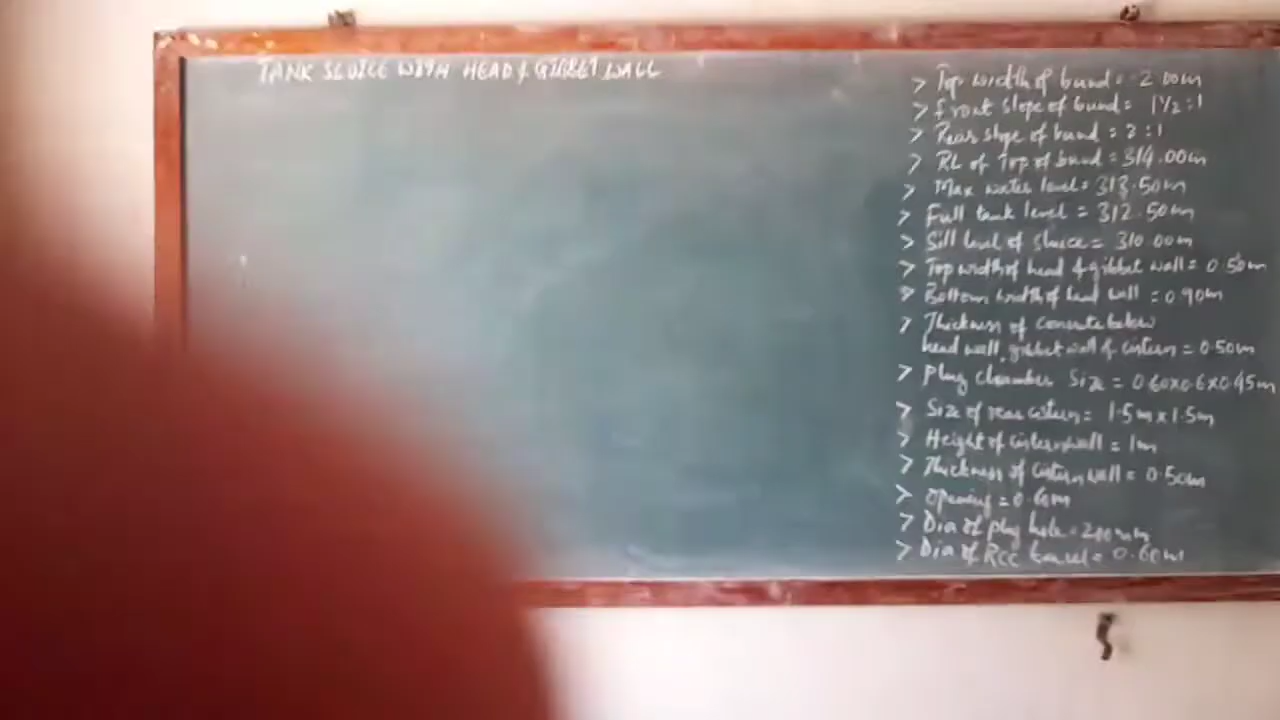 TANK SLUICE WITH HEAD & GIBBET WALL
> Top width of bund = 2.00m
> Front slope of bund = 1½:1
> Rear slope of bund = 2:1
> RL of Top of bund = 314.00m
> Max water level = 313.50m
> Full tank level = 312.50m
> Sill level of sluice = 310.00m
> Top width of head & gibbet wall = 0.50m
> Bottom width of head wall = 0.90m
> Thickness of concrete below
head wall, gibbet wall & cistern = 0.50m
> Plug chamber Size = 0.60x0.6x0.45m
> Size of rear cistern = 1.5m x 1.5m
> Height of cistern wall = 1m
> Thickness of cistern wall = 0.50m
> Opening = 0.60m
> Dia of plug hole = 200mm
> Dia of RCC barrel = 0.60m